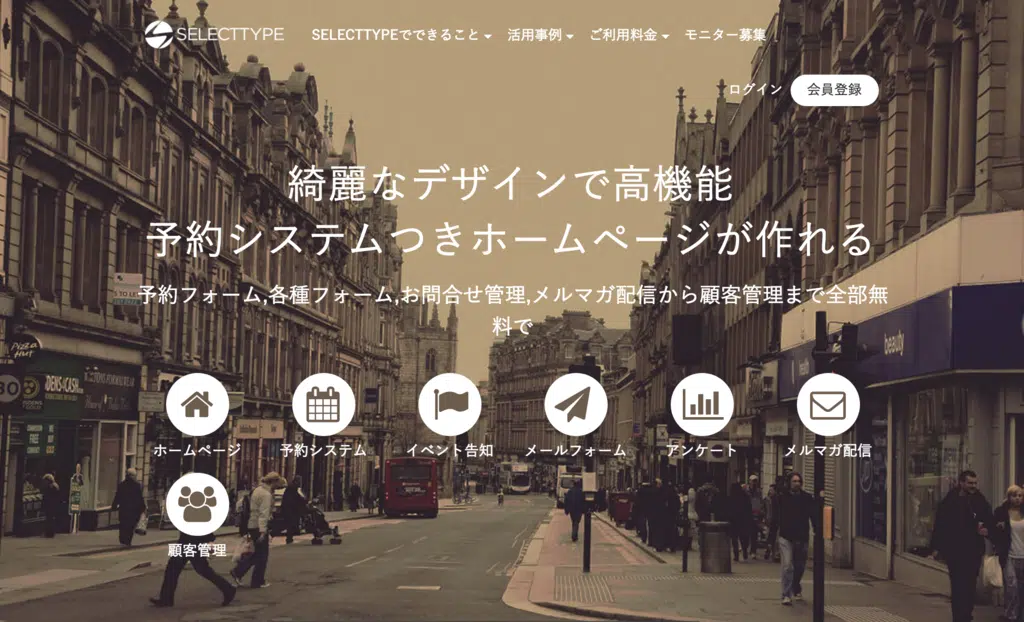 SELECTTYPE
SELECTTYPEでできること 活用事例 ご利用料金 モニター募集
ログイン 会員登録
綺麗なデザインで高機能
予約システムつきホームページが作れる
予約フォーム,各種フォーム,お問合せ管理,メルマガ配信から顧客管理まで全部無
料で
Pizza
Hut
30
beauty
ホームページ 予約システム イベント告知 メールフォーム アンケート メルマガ配信
顧客管理